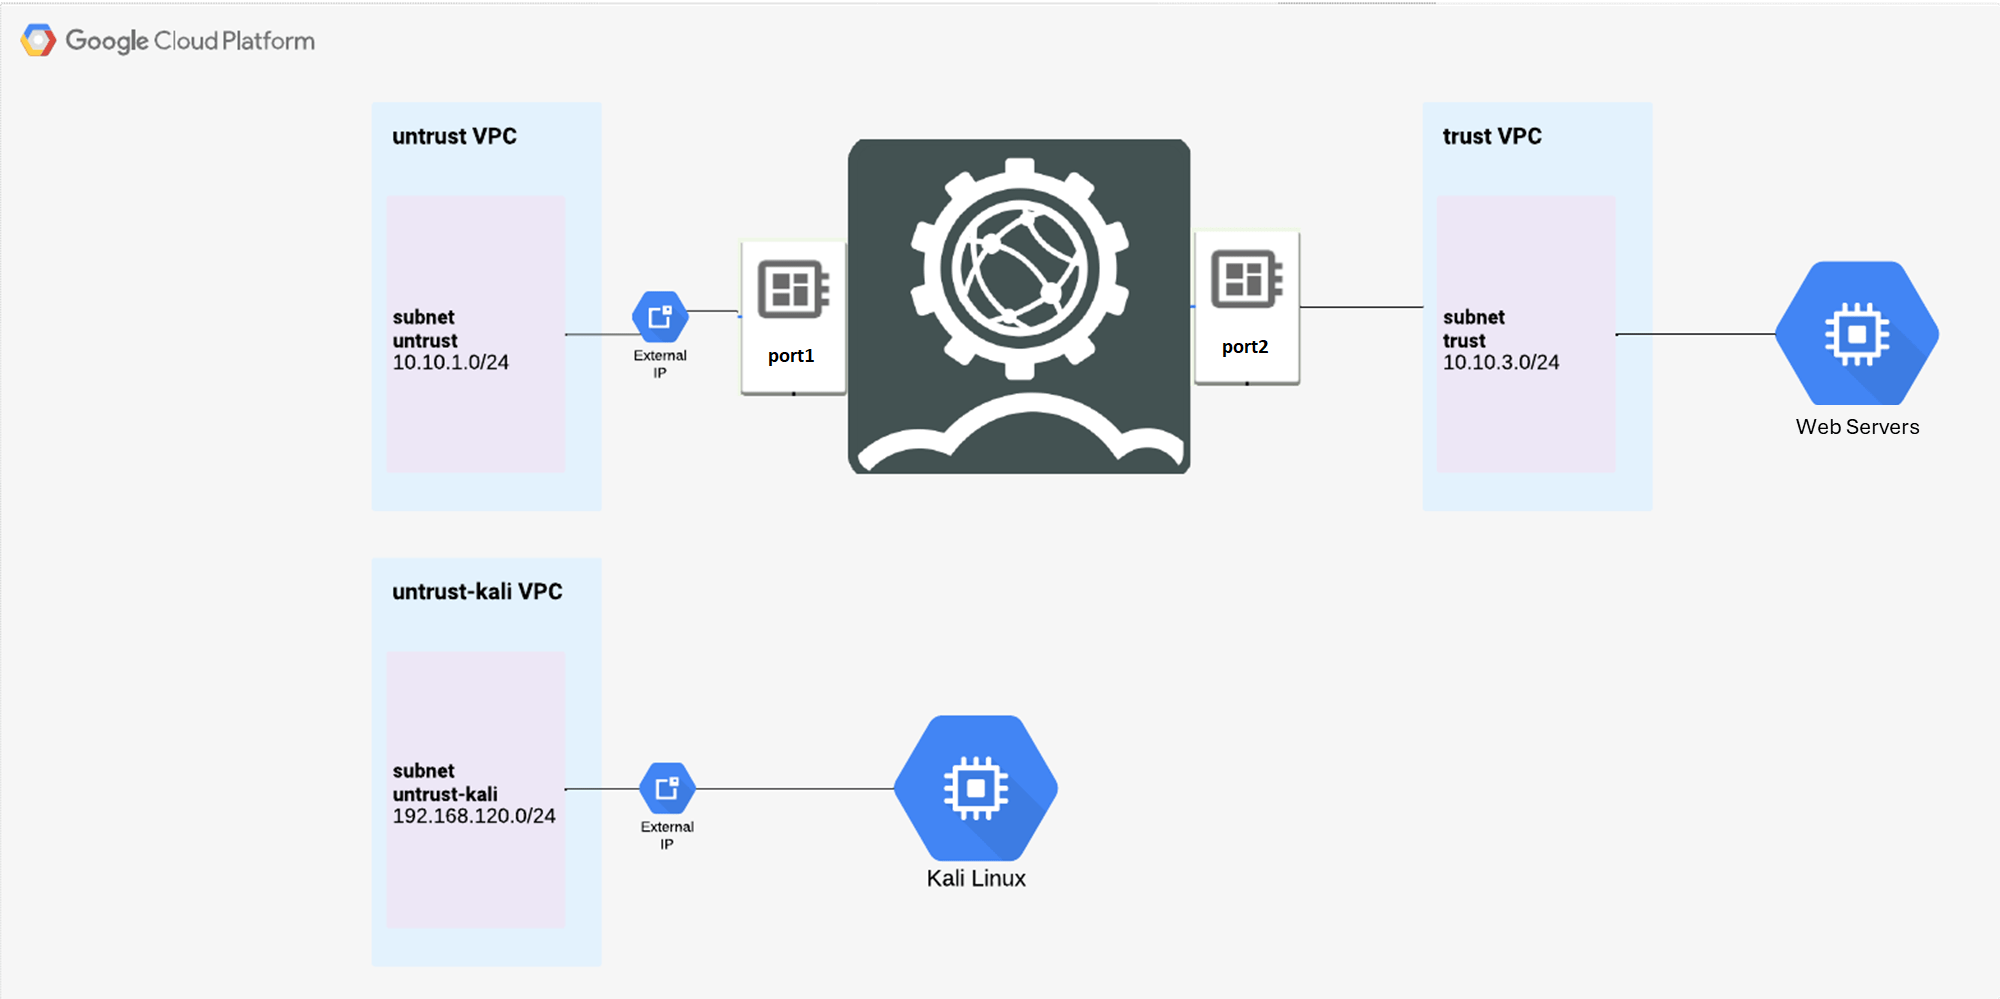 Google Cloud Platform
untrust VPC
subnet
untrust
10.10.1.0/24
External
IP
port1
port2
trust VPC
subnet
trust
10.10.3.0/24
Web Servers
untrust-kali VPC
subnet
untrust-kali
192.168.120.0/24
External
IP
Kali Linux